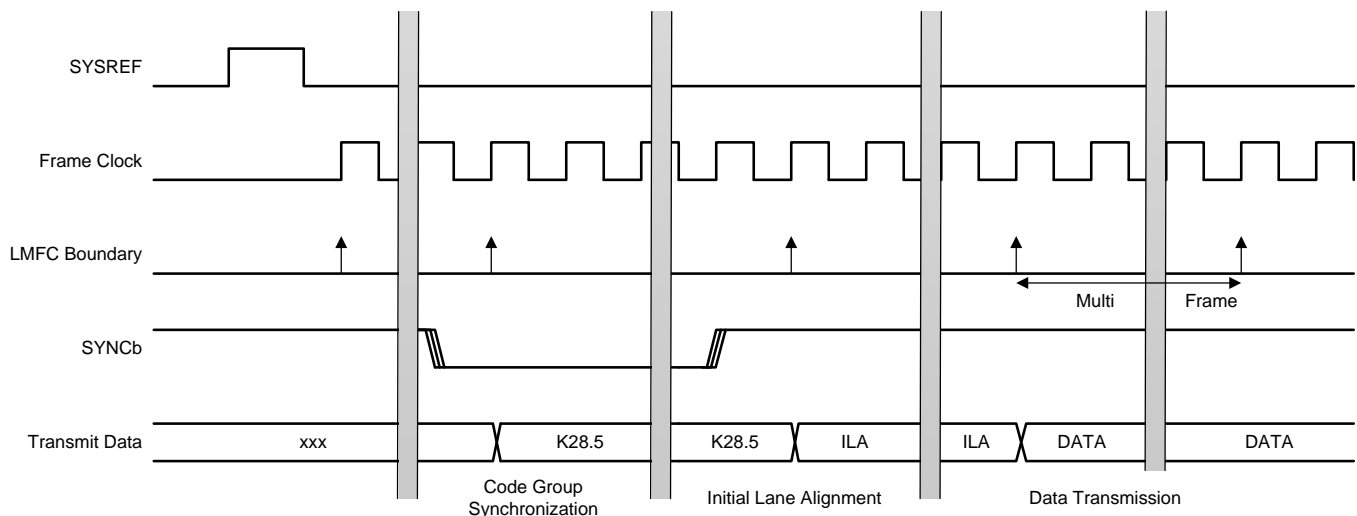 SYSREF
Frame Clock
LMFC Boundary
Multi Frame
SYNCb
Transmit Data
xxx
K28.5
K28.5
ILA
ILA
DATA
DATA
Code Group
Synchronization
Initial Lane Alignment
Data Transmission